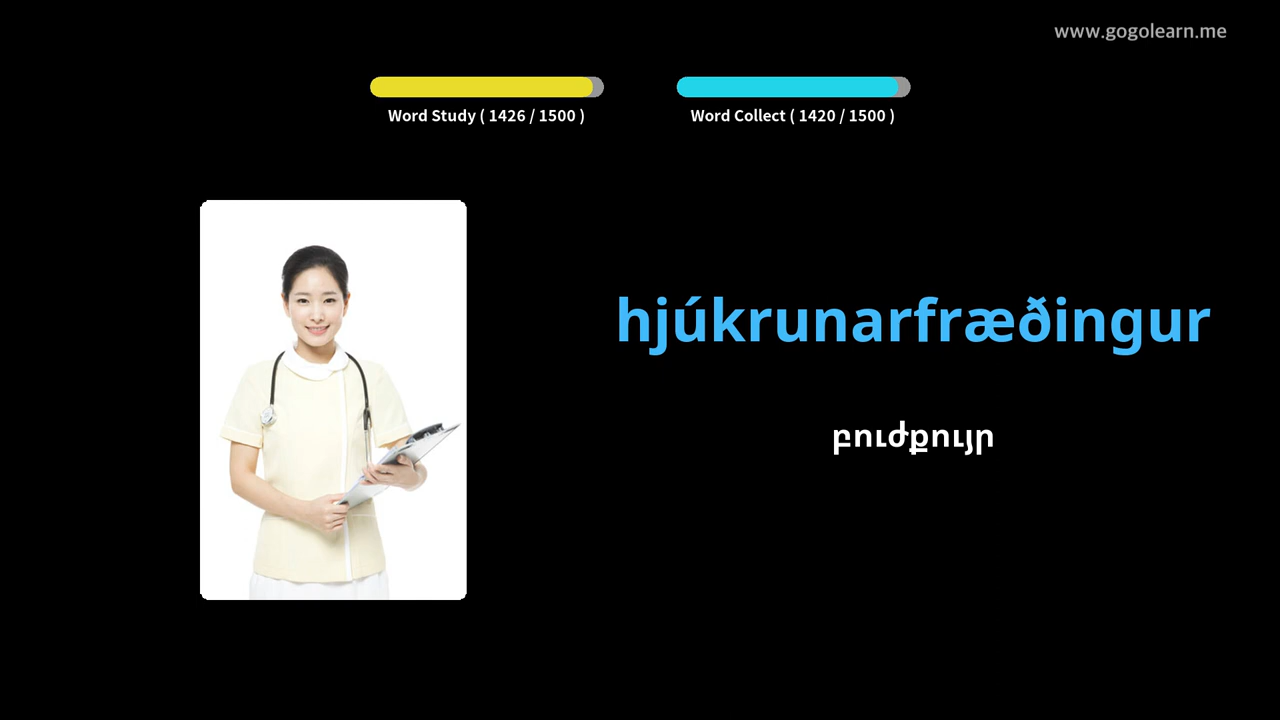 www.gogolearn.me
Word Study ( 1426 / 1500 )
Word Collect ( 1420 / 1500 )
hjúkrunarfræðingur
բուժքույր